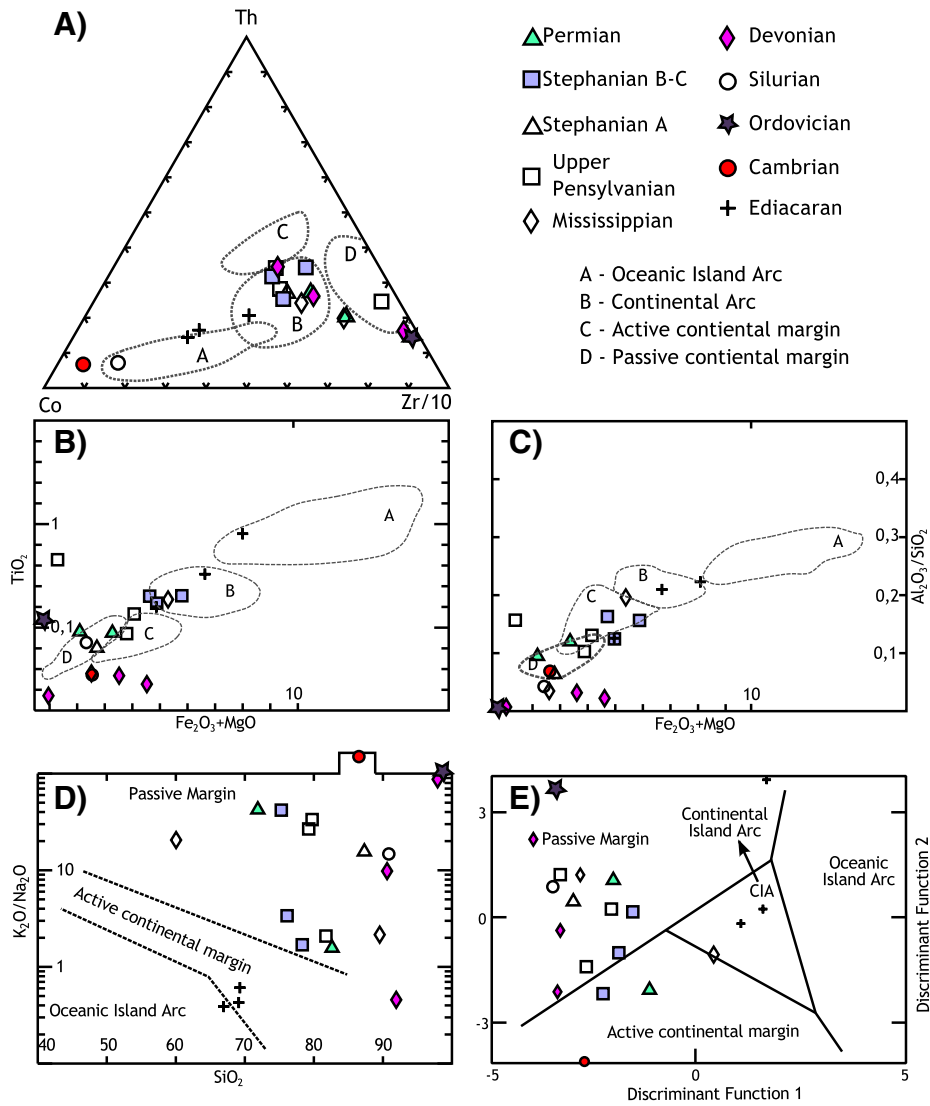 A)
Th
Co
Zr/10
A
B
C
D
Permian
Stephanian B-C
Stephanian A
Upper
Pensylvanian
Mississippian
Devonian
Silurian
Ordovician
Cambrian
Ediacaran
A - Oceanic Island Arc
B - Continental Arc
C - Active contiental margin
D - Passive contiental margin
B)
TiO2
1
0,1
10
Fe2O3+MgO
A
B
C
D
C)
0,4
0,3
0,2
0,1
Al2O3/SiO2
10
Fe2O3+MgO
A
B
C
D
D)
Passive Margin
K2O/Na2O
10
1
Active continental margin
Oceanic Island Arc
40 50 60 70 80 90
SiO2
E)
Continental
Island Arc
Passive Margin
Oceanic
Island Arc
CIA
Active continental margin
3
0
-3
-5 0 5
Discriminant Function 1
Discriminant Function 2